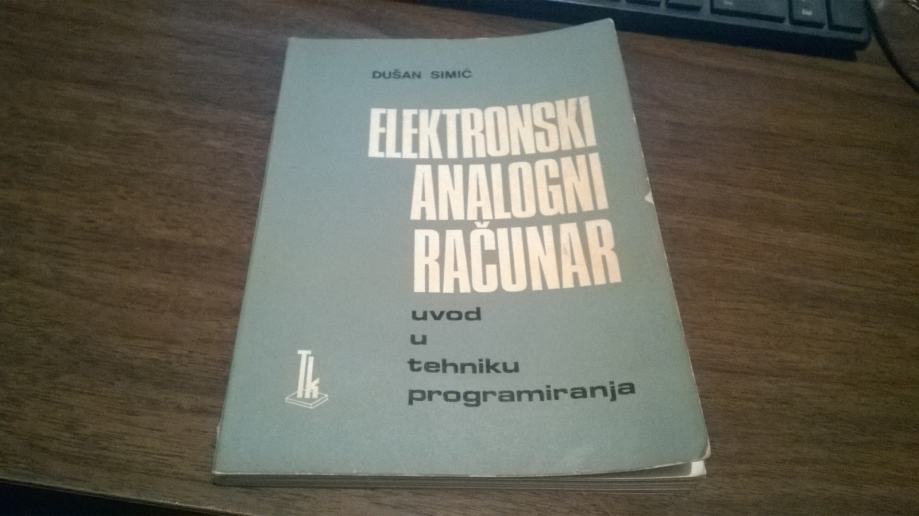 DUŠAN SIMIĆ
ELEKTRONSKI
ANALOGNI
RAČUNAR
uvod
u
tehniku
programiranja
Tk